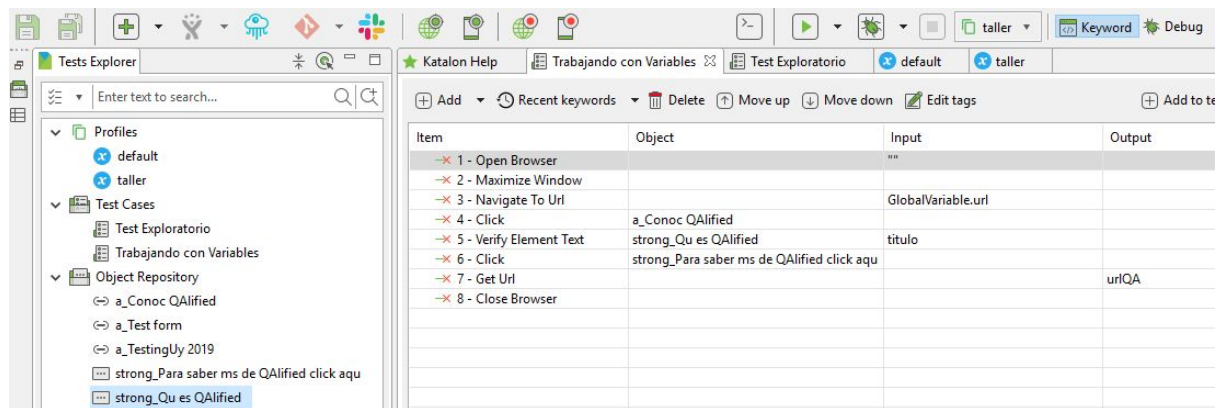 taller
Keyword
Debug
Tests Explorer
Katalon Help
Trabajando con Variables
Test Exploratorio
default
taller
Enter text to search...
Add
Recent keywords
Delete
Move up
Move down
Edit tags
Add to te
Profiles
default
taller
Test Cases
Test Exploratorio
Trabajando con Variables
Object Repository
a_Conoc QAlified
a_Test form
a_TestingUy 2019
strong_Para saber ms de QAlified click aqu
strong_Qu es QAlified
Item Object Input Output
1 - Open Browser ""
2 - Maximize Window
3 - Navigate To Url GlobalVariable.url
4 - Click a_Conoc QAlified
5 - Verify Element Text strong_Qu es QAlified titulo
6 - Click strong_Para saber ms de QAlified click aqu
7 - Get Url urlQA
8 - Close Browser